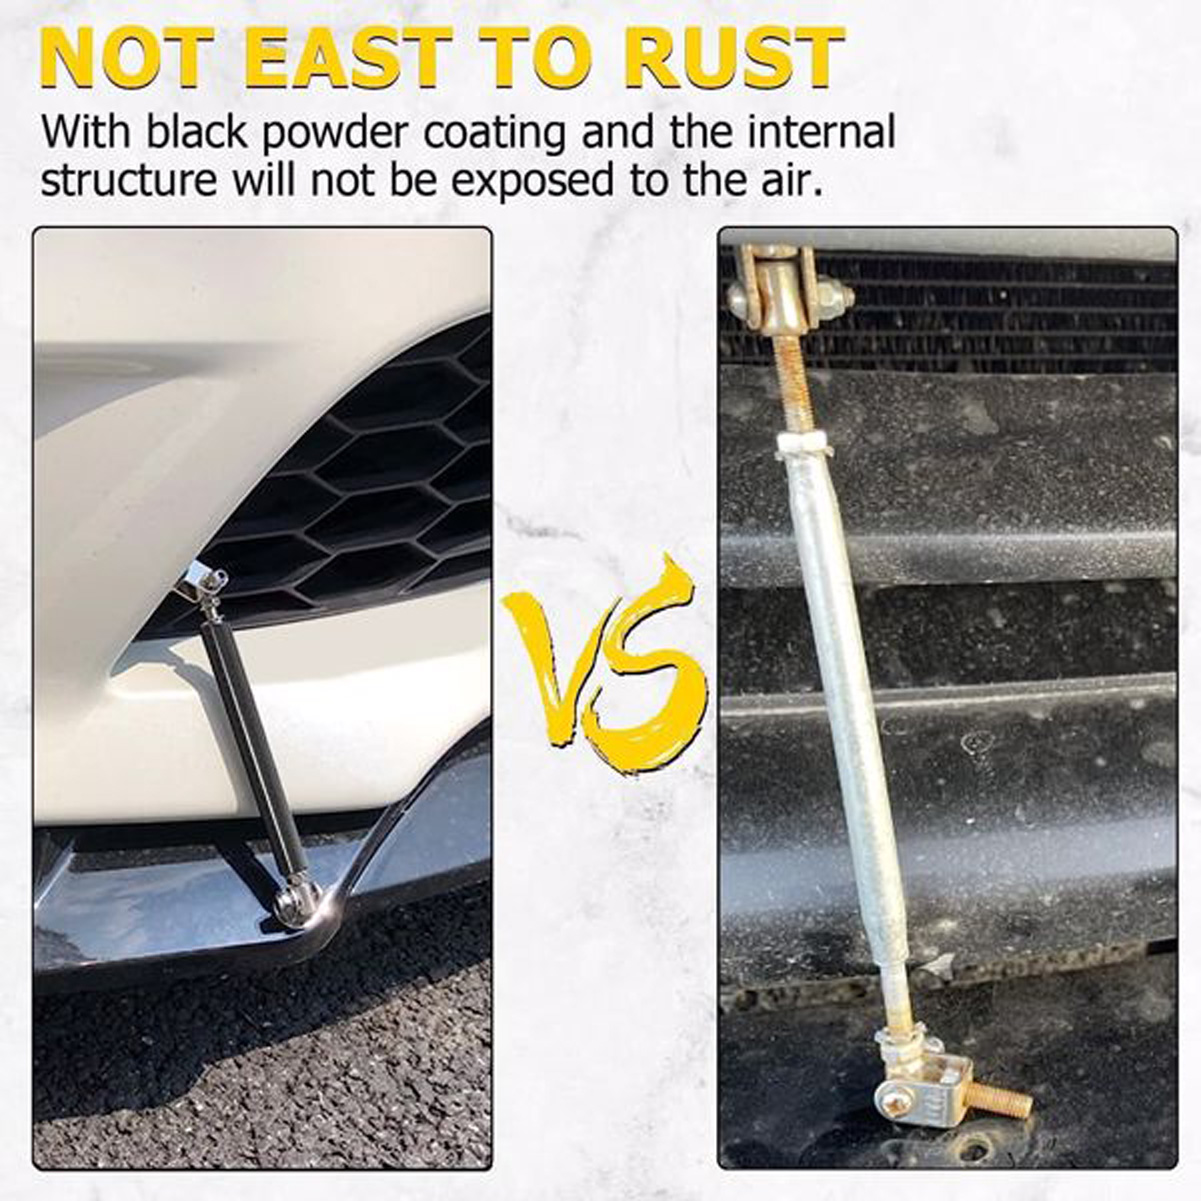 NOT EAST TO RUST
With black powder coating and the internal
structure will not be exposed to the air.
VS